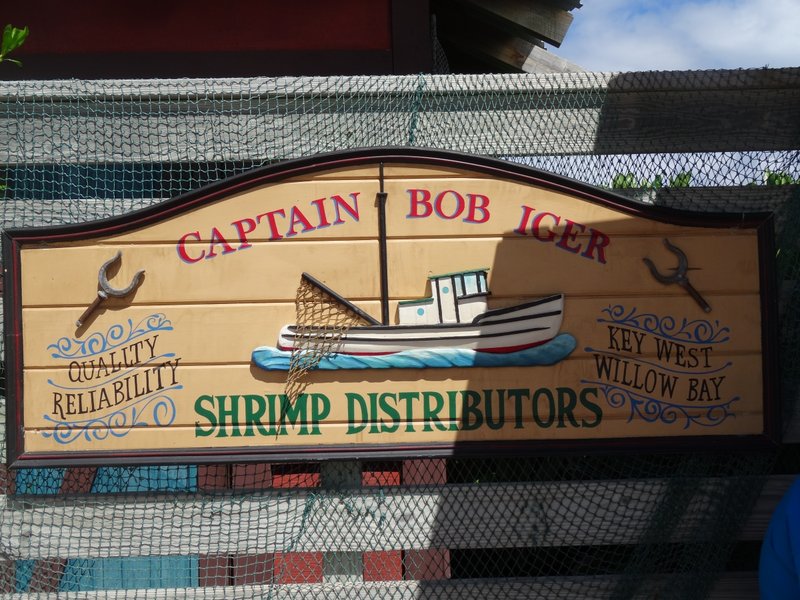 CAPTAIN BOB IGER
QUALITY
RELIABILITY
KEY WEST
WILLOW BAY
SHRIMP DISTRIBUTORS